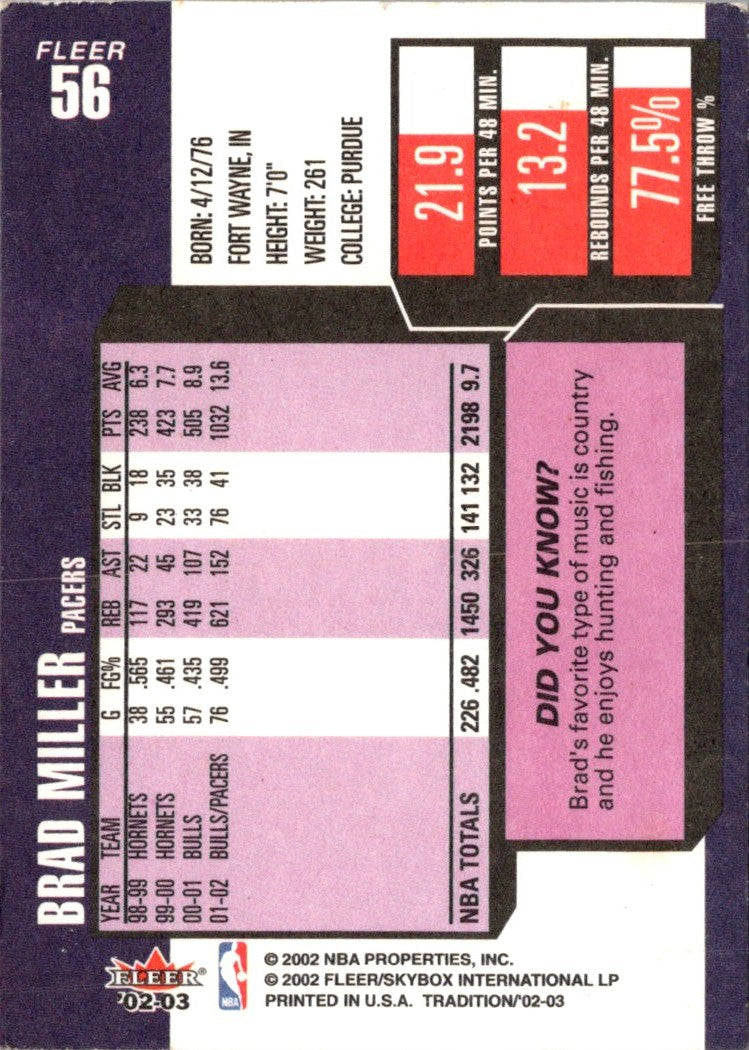 BRAD MILLER PACERS
FLEER
56
YEAR TEAM G FG% REB AST STL BLK PTS AVG
98-99 HORNETS 38 .565 117 22 9 18 238 6.3
99-00 HORNETS 55 .461 293 45 23 35 423 7.7
00-01 BULLS 57 .435 419 107 33 38 505 8.9
01-02 BULLS/PACERS 76 .499 621 152 76 41 1032 13.6
NBA TOTALS 226 .482 1450 326 141 132 2198 9.7
BORN: 4/12/76
FORT WAYNE, IN
HEIGHT: 7'0"
WEIGHT: 261
COLLEGE: PURDUE
21.9
POINTS PER 48 MIN.
13.2
REBOUNDS PER 48 MIN.
77.5%
FREE THROW %
DID YOU KNOW?
Brad's favorite type of music is country
and he enjoys hunting and fishing.
FLEER®
'02-03
NBA
© 2002 NBA PROPERTIES, INC.
© 2002 FLEER/SKYBOX INTERNATIONAL LP
PRINTED IN U.S.A. TRADITION/'02-03